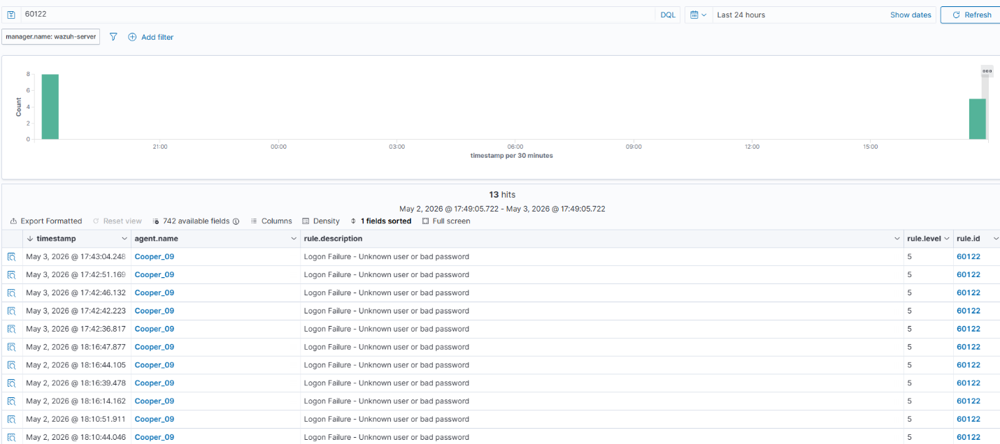 60122 DQL Last 24 hours Show dates Refresh
manager.name: wazuh-server Add filter
8
6
4
2
0
Count
21:00 00:00 03:00 06:00 09:00 12:00 15:00
timestamp per 30 minutes
13 hits
May 2, 2026 @ 17:49:05.722 - May 3, 2026 @ 17:49:05.722
Export Formatted Reset view 742 available fields Columns Density 1 fields sorted Full screen
timestamp agent.name rule.description rule.level rule.id
May 3, 2026 @ 17:43:04.248 Cooper_09 Logon Failure - Unknown user or bad password 5 60122
May 3, 2026 @ 17:42:51.169 Cooper_09 Logon Failure - Unknown user or bad password 5 60122
May 3, 2026 @ 17:42:46.132 Cooper_09 Logon Failure - Unknown user or bad password 5 60122
May 3, 2026 @ 17:42:42.223 Cooper_09 Logon Failure - Unknown user or bad password 5 60122
May 3, 2026 @ 17:42:36.817 Cooper_09 Logon Failure - Unknown user or bad password 5 60122
May 2, 2026 @ 18:16:47.877 Cooper_09 Logon Failure - Unknown user or bad password 5 60122
May 2, 2026 @ 18:16:44.105 Cooper_09 Logon Failure - Unknown user or bad password 5 60122
May 2, 2026 @ 18:16:39.478 Cooper_09 Logon Failure - Unknown user or bad password 5 60122
May 2, 2026 @ 18:16:14.162 Cooper_09 Logon Failure - Unknown user or bad password 5 60122
May 2, 2026 @ 18:10:51.911 Cooper_09 Logon Failure - Unknown user or bad password 5 60122
May 2, 2026 @ 18:10:44.046 Cooper_09 Logon Failure - Unknown user or bad password 5 60122